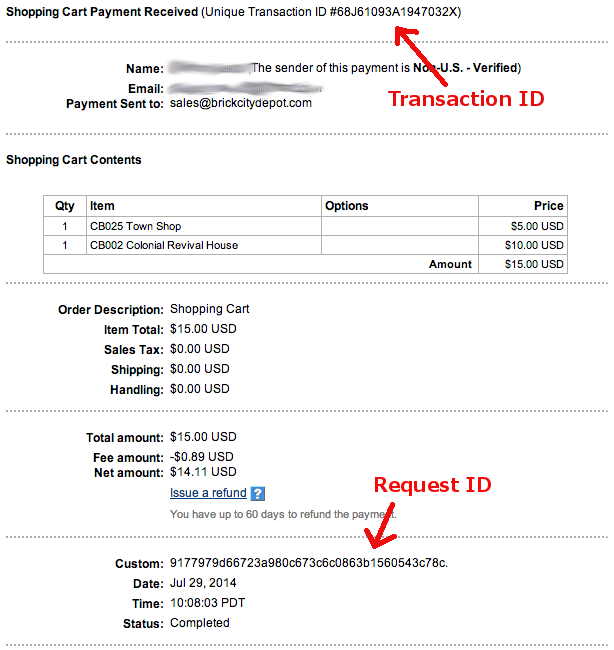 Shopping Cart Payment Received (Unique Transaction ID #68J61093A1947032X)
Name: (The sender of this payment is Non-U.S. - Verified)
Email:
Payment Sent to: sales@brickcitydepot.com
Transaction ID
Shopping Cart Contents
Qty Item Options Price
1 CB025 Town Shop $5.00 USD
1 CB002 Colonial Revival House $10.00 USD
Amount $15.00 USD
Order Description: Shopping Cart
Item Total: $15.00 USD
Sales Tax: $0.00 USD
Shipping: $0.00 USD
Handling: $0.00 USD
Total amount: $15.00 USD
Fee amount: -$0.89 USD
Net amount: $14.11 USD
Issue a refund ?
Request ID
You have up to 60 days to refund the payment.
Custom: 9177979d66723a980c673c6c0863b1560543c78c.
Date: Jul 29, 2014
Time: 10:08:03 PDT
Status: Completed